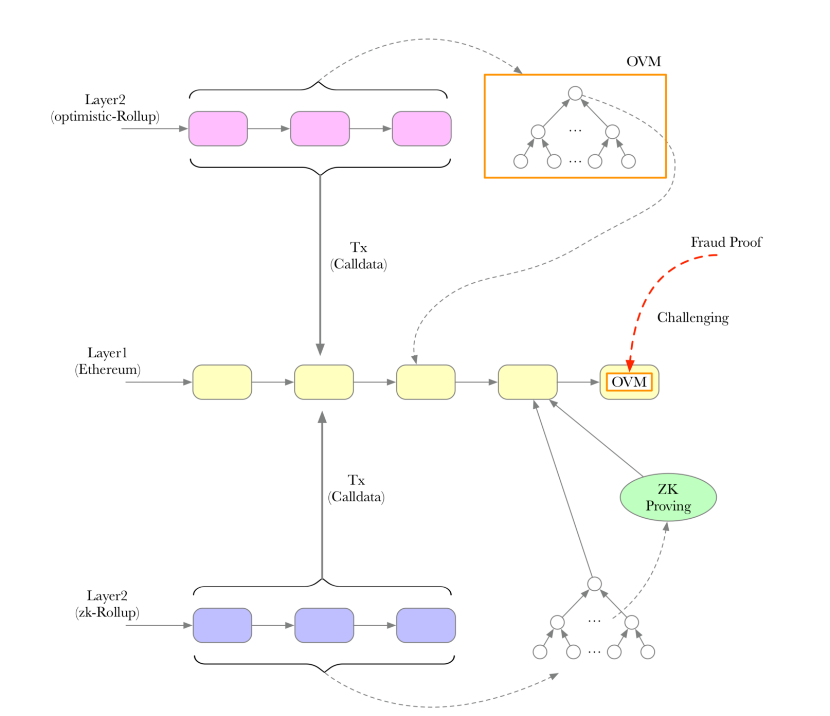 OVM
Layer2
(optimistic-Rollup)
...
...
Fraud Proof
Tx
(Calldata)
Challenging
Layer1
(Ethereum)
OVM
Tx
(Calldata)
ZK
Proving
Layer2
(zk-Rollup)
...
...